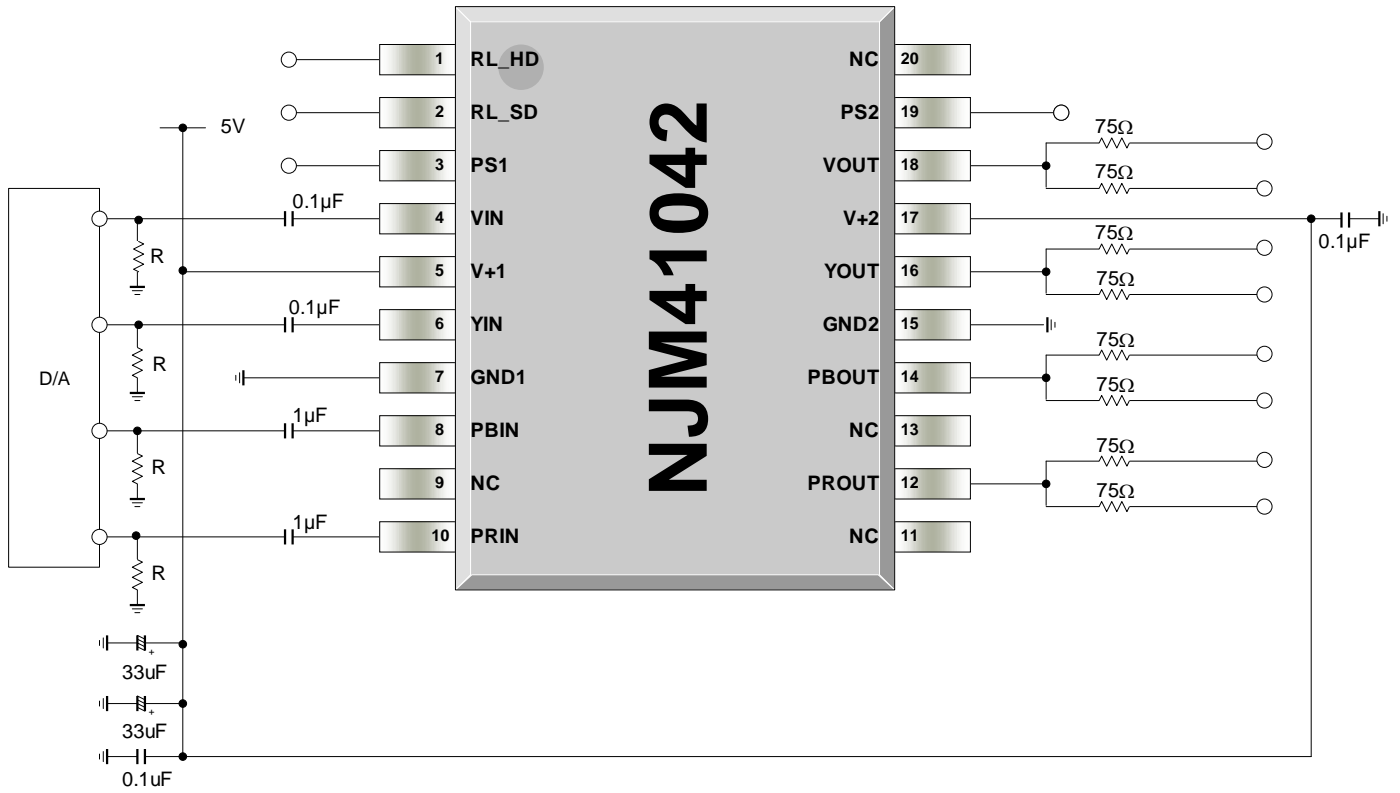 5V
D/A
0.1µF
R
0.1µF
R
1µF
R
1µF
R
33uF
+
33uF
+
0.1uF
1 RL_HD
2 RL_SD
3 PS1
4 VIN
5 V+1
6 YIN
7 GND1
8 PBIN
9 NC
10 PRIN
NJM41042
NC 20
PS2 19
VOUT 18
V+2 17
YOUT 16
GND2 15
PBOUT 14
NC 13
PROUT 12
NC 11
75Ω
75Ω
0.1µF
75Ω
75Ω
75Ω
75Ω
75Ω
75Ω